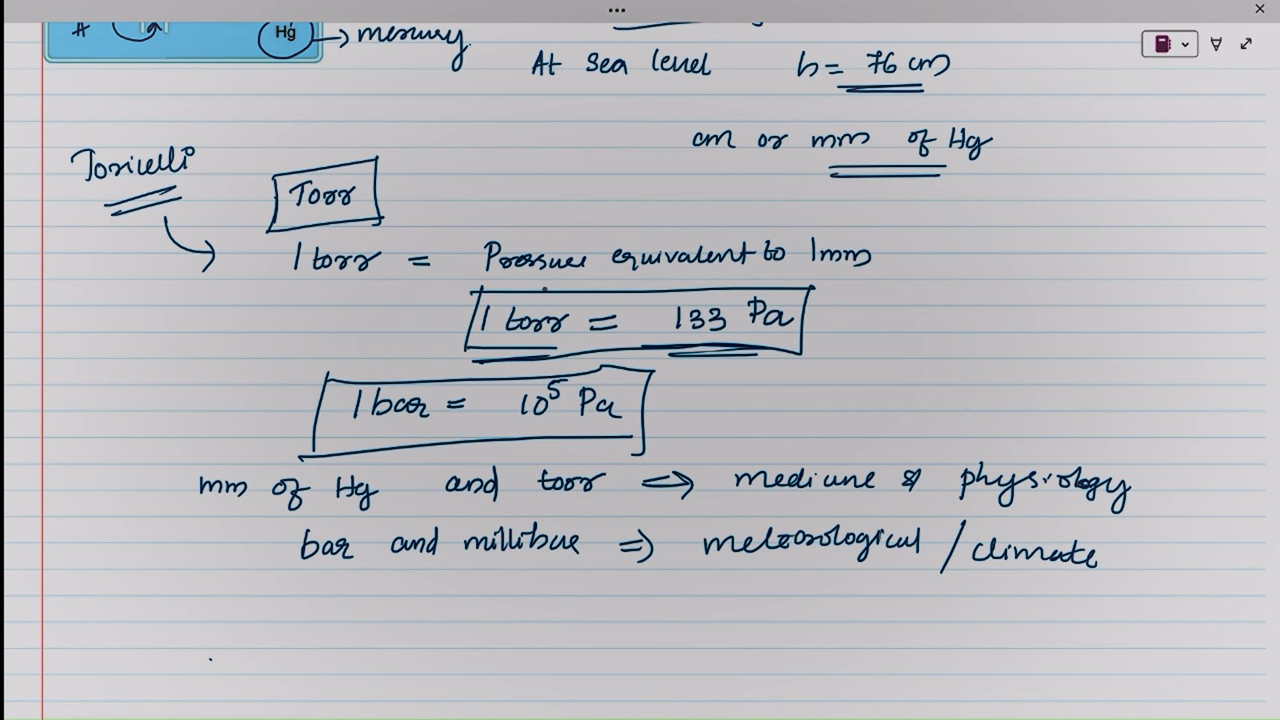 Hg → mercury
At Sea level h = 76 cm
cm or mm of Hg
Toricelli
Torr
1 torr = Pressure equivalent to 1mm
1 torr = 133 Pa
1 bar = 10⁵ Pa
mm of Hg and torr ⇒ medicine & physiology
bar and millibar ⇒ meteorological / climate